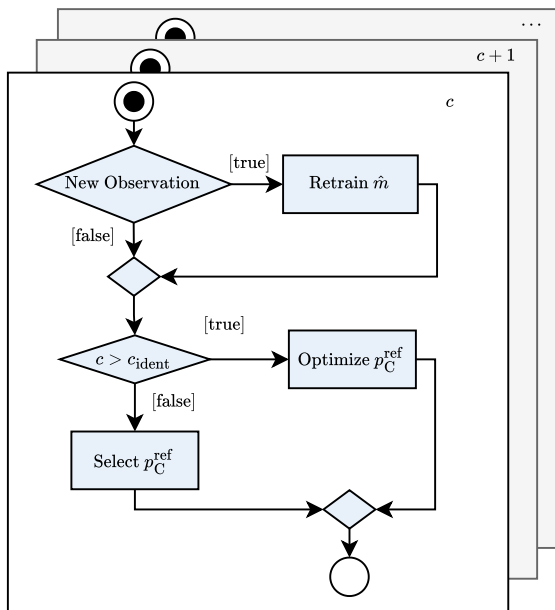 ...
c + 1
c
[true]
New Observation
Retrain m̂
[false]
[true]
c > c_ident
Optimize p_C^ref
[false]
Select p_C^ref